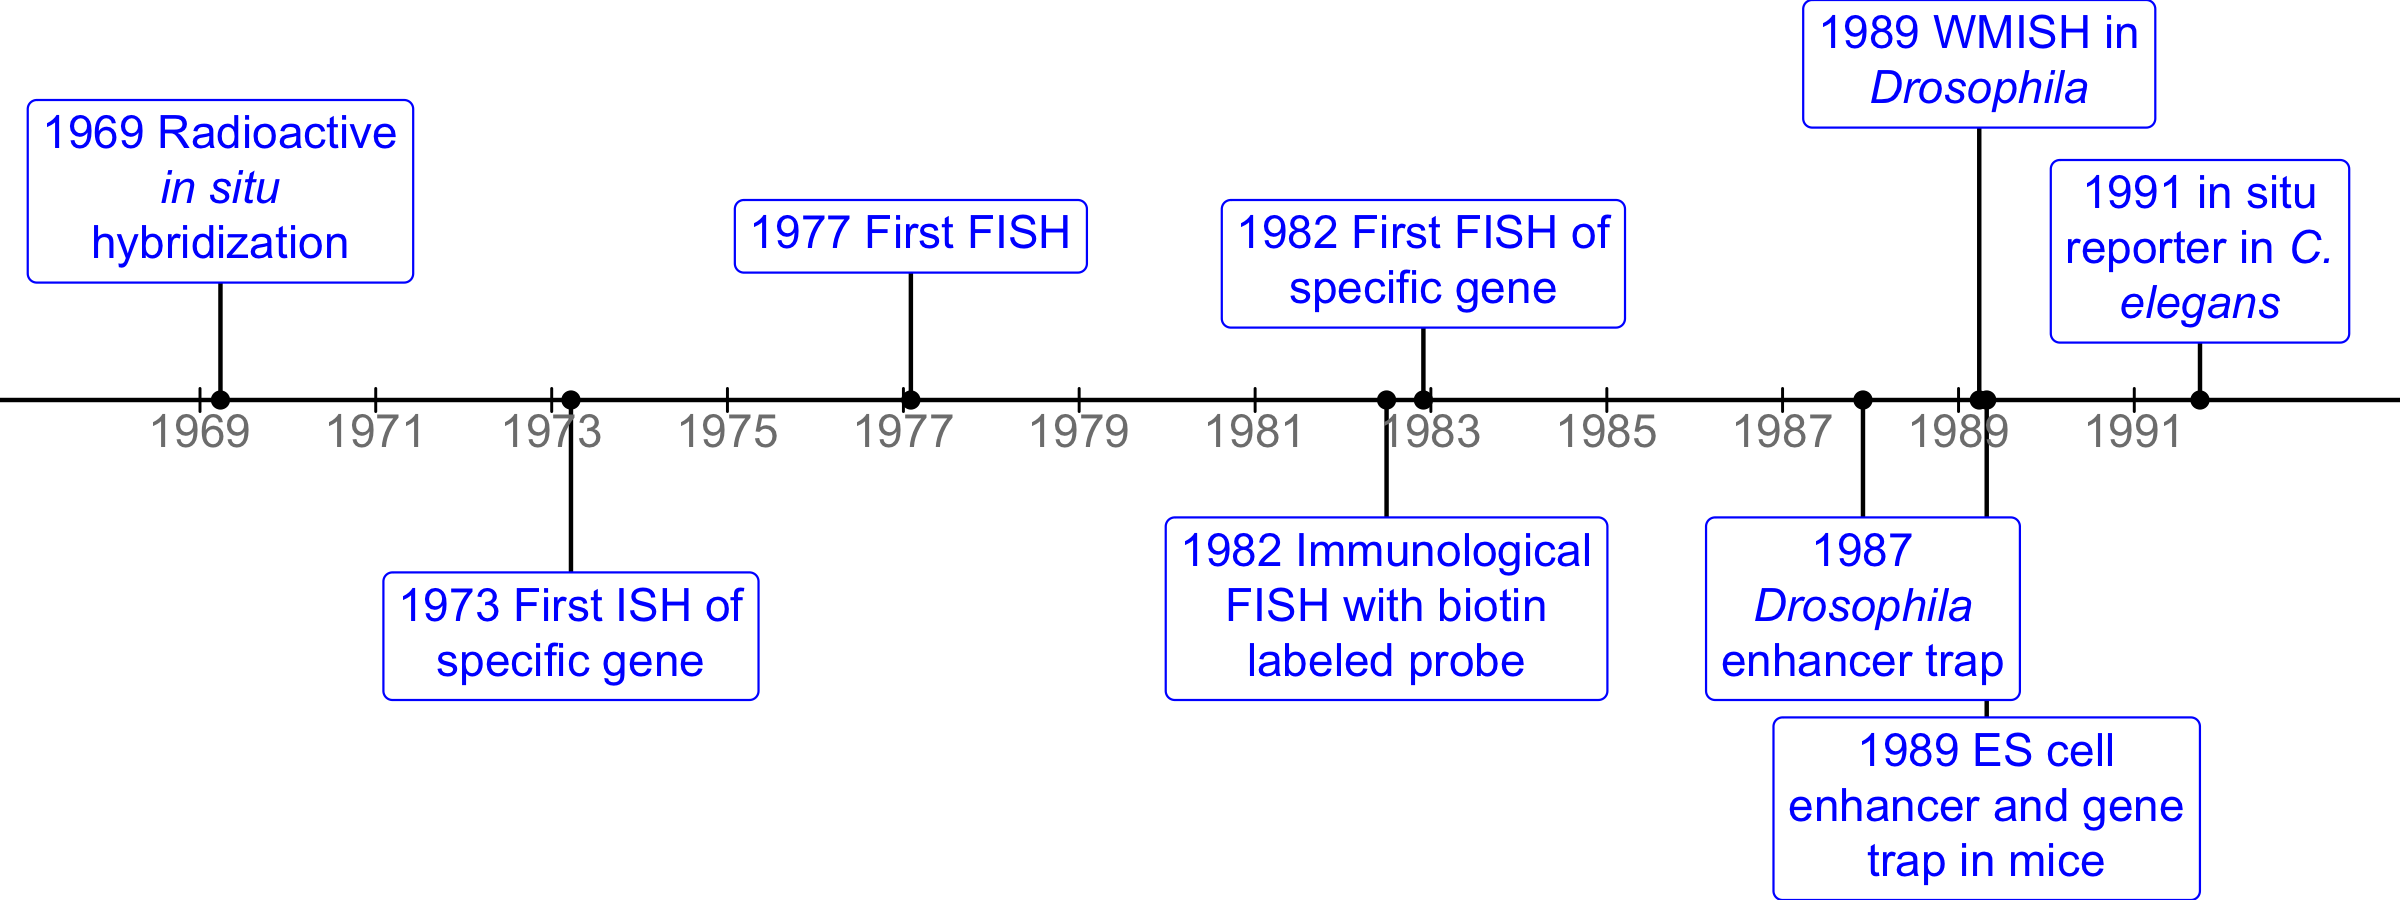 1989 WMISH in
Drosophila
1969 Radioactive
in situ
hybridization
1977 First FISH
1982 First FISH of
specific gene
1991 in situ
reporter in C.
elegans
1969 1971 1973 1975 1977 1979 1981 1983 1985 1987 1989 1991
1973 First ISH of
specific gene
1982 Immunological
FISH with biotin
labeled probe
1987
Drosophila
enhancer trap
1989 ES cell
enhancer and gene
trap in mice